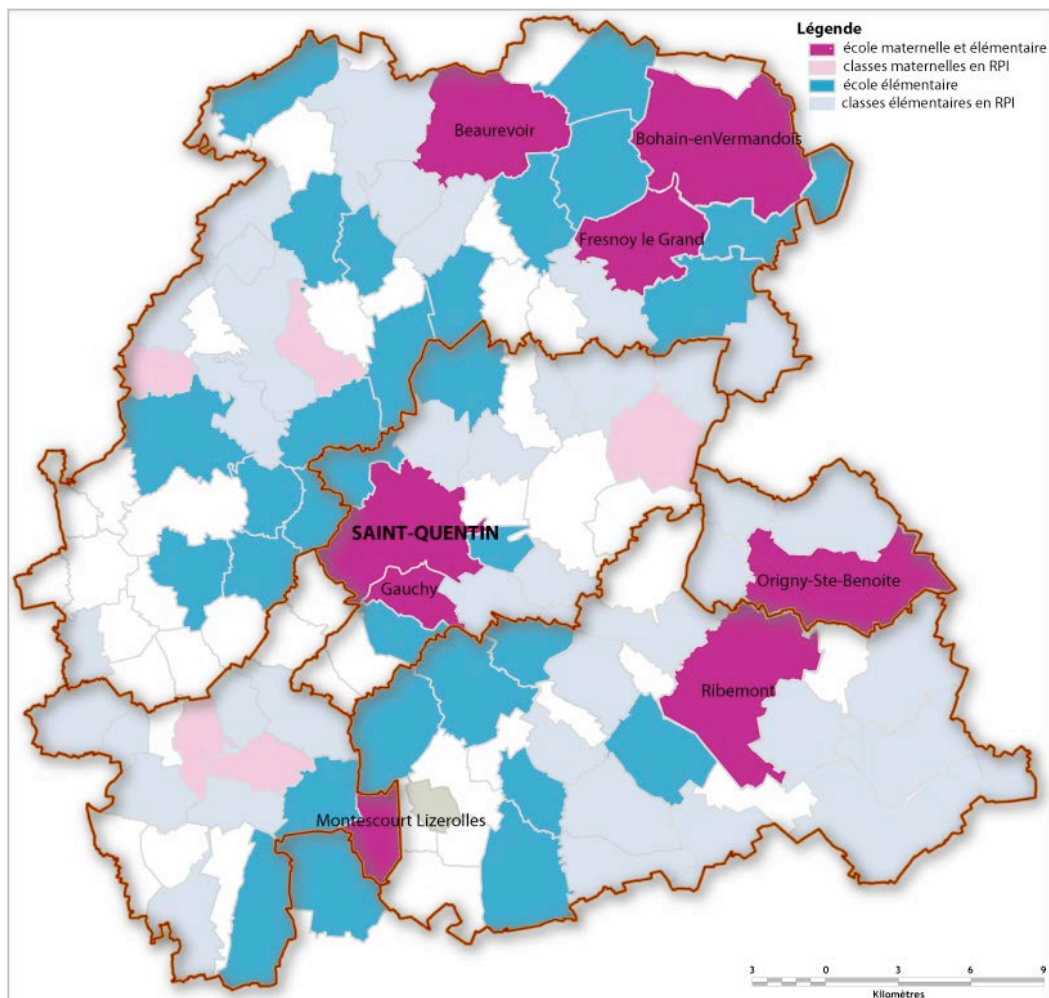 Légende
école maternelle et élémentaire
classes maternelles en RPI
école élémentaire
classes élémentaires en RPI
Beaurevoir
Bohain-enVermandois
Fresnoy le Grand
SAINT-QUENTIN
Gauchy
Origny-Ste-Benoite
Ribemont
Montescourt Lizerolles
3 0 3 6 9
Kilomètres